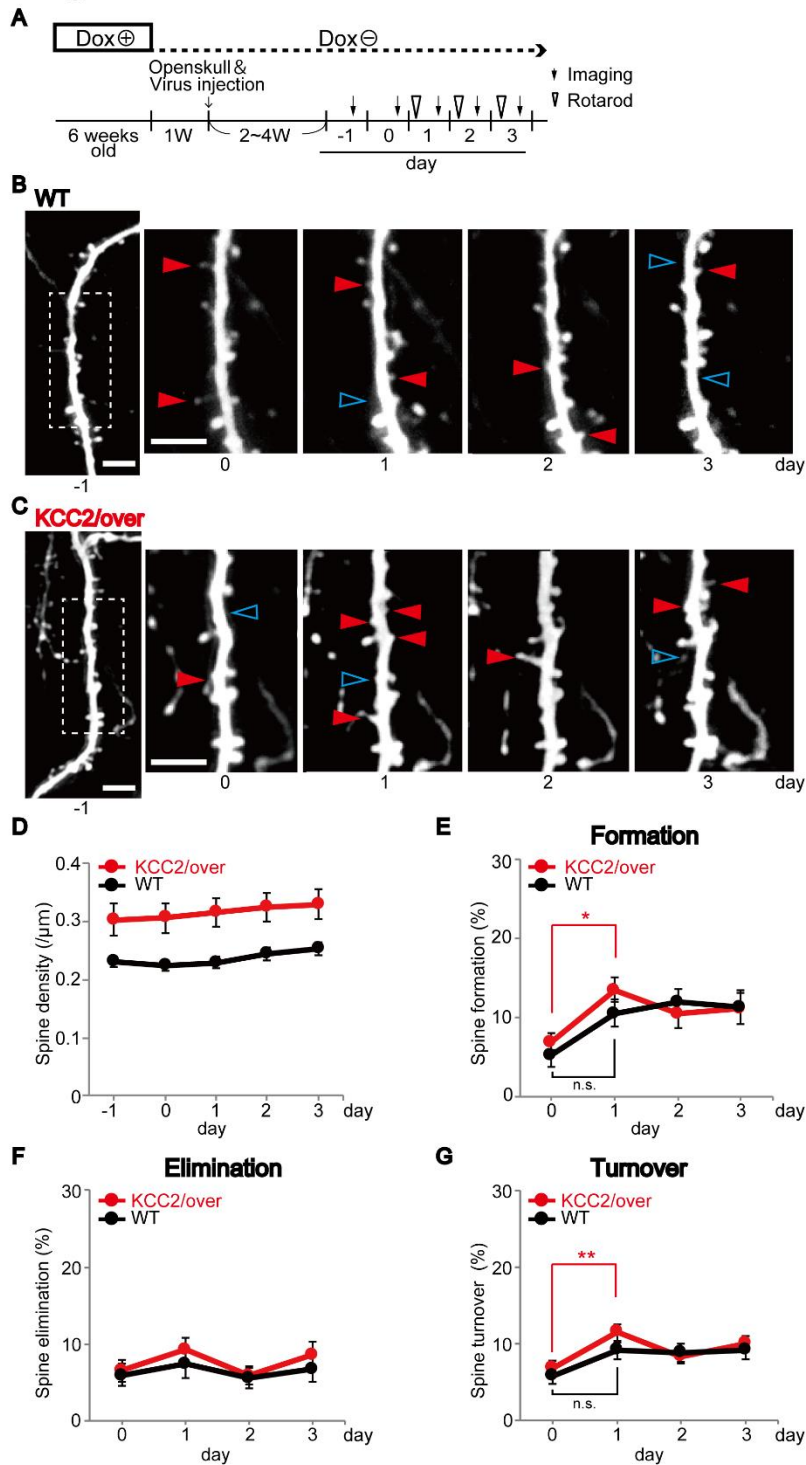 A
Dox⊕
Dox⊖
Openskull &
Virus injection
Imaging
Rotarod
6 weeks
old
1W
2~4W
-1
0
1
2
3
day
B
WT
-1
0
1
2
3
day
C
KCC2/over
-1
0
1
2
3
day
D
KCC2/over
WT
Spine density (/µm)
0.4
0.3
0.2
0.1
0
-1
0
1
2
3
day
day
E
Formation
KCC2/over
WT
Spine formation (%)
30
20
10
0
*
n.s.
0
1
2
3
day
day
F
Elimination
KCC2/over
WT
Spine elimination (%)
30
20
10
0
0
1
2
3
day
day
G
Turnover
KCC2/over
WT
Spine turnover (%)
30
20
10
0
**
n.s.
0
1
2
3
day
day